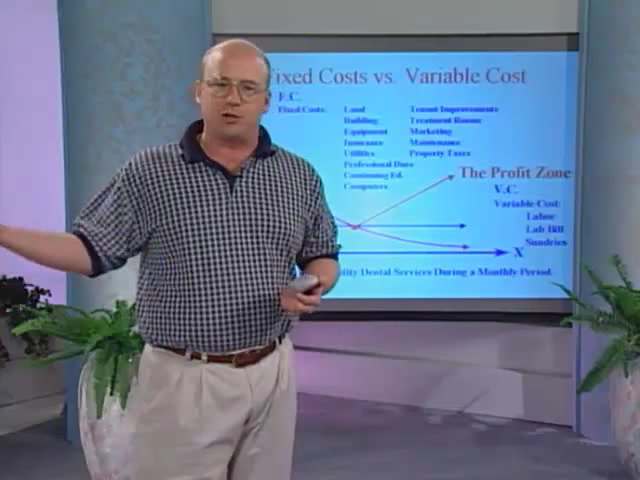 ixed Costs vs. Variable Cost
F.C.
Fixed Costs: Land Tenant Improvements
Building Treatment Rooms
Equipment Marketing
Insurance Maintenance
Utilities Property Taxes
Professional Dues
Continuing Ed.
Computers
The Profit Zone
V.C.
Variable Cost:
Labor
Lab Bill
Sundries
X
lity Dental Services During a Monthly Period.